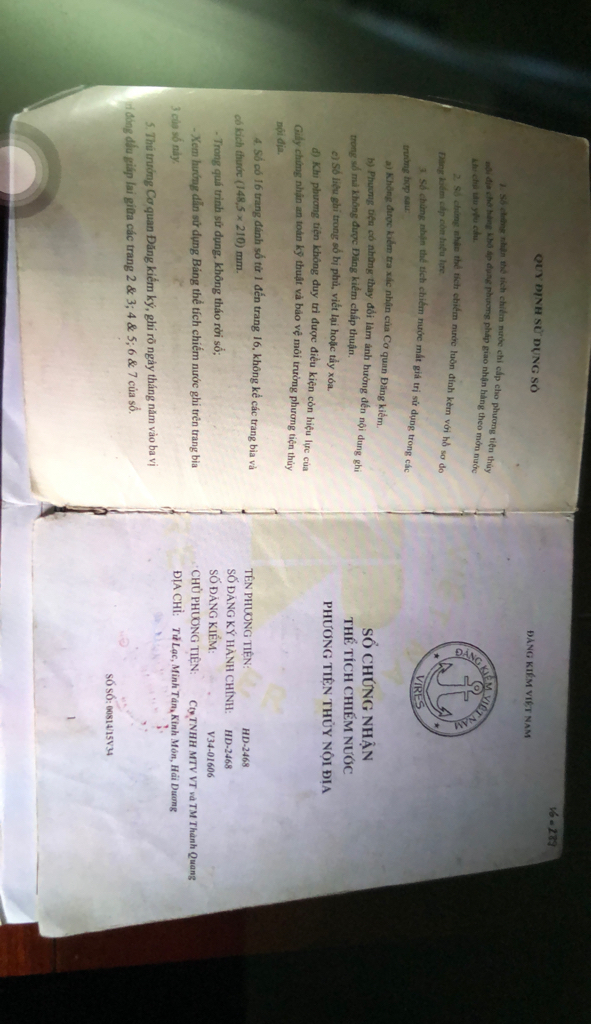 QUY ĐỊNH SỬ DỤNG SỔ
1. Sổ chứng nhận thể tích chiếm nước chỉ cấp cho phương tiện thủy
nội địa chở hàng khô áp dụng phương pháp giao nhận hàng theo mớn nước
khi chủ tàu yêu cầu.
2. Sổ chứng nhận thể tích chiếm nước luôn đính kèm với hồ sơ do
Đăng kiểm cấp còn hiệu lực.
3. Sổ chứng nhận thể tích chiếm nước mất giá trị sử dụng trong các
trường hợp sau:
a) Không được kiểm tra xác nhận của Cơ quan Đăng kiểm.
b) Phương tiện có những thay đổi làm ảnh hưởng đến nội dung ghi
trong sổ mà không được Đăng kiểm chấp thuận.
c) Số liệu ghi trong sổ bị phủ, viết lại hoặc tẩy xóa.
d) Khi phương tiện không duy trì được điều kiện còn hiệu lực của
Giấy chứng nhận an toàn kỹ thuật và bảo vệ môi trường phương tiện thủy
nội địa.
4. Sổ có 16 trang đánh số từ 1 đến trang 16, không kể các trang bìa và
có kích thước (148,5 × 210) mm.
- Trong quá trình sử dụng, không tháo rời sổ;
- Xem hướng dẫn sử dụng Bảng thể tích chiếm nước ghi trên trang bìa
3 của sổ này.
5. Thủ trưởng Cơ quan Đăng kiểm ký, ghi rõ ngày tháng năm vào ba vị
trí đóng dấu giáp lai giữa các trang 2 & 3; 4 & 5; 6 & 7 của sổ.
ĐĂNG KIỂM VIỆT NAM
ĐĂNG KIỂM VIỆT NAM
VIRES
SỔ CHỨNG NHẬN
THỂ TÍCH CHIẾM NƯỚC
PHƯƠNG TIỆN THỦY NỘI ĐỊA
TÊN PHƯƠNG TIỆN: HD-2468
SỐ ĐĂNG KÝ HÀNH CHÍNH: HD-2468
SỐ ĐĂNG KIỂM: V34-01606
CHỦ PHƯƠNG TIỆN: Cty TNHH MTV VT và TM Thành Quang
ĐỊA CHỈ: Tử Lạc, Minh Tân, Kinh Môn, Hải Dương
SỐ SỔ: 00814/15V34
1